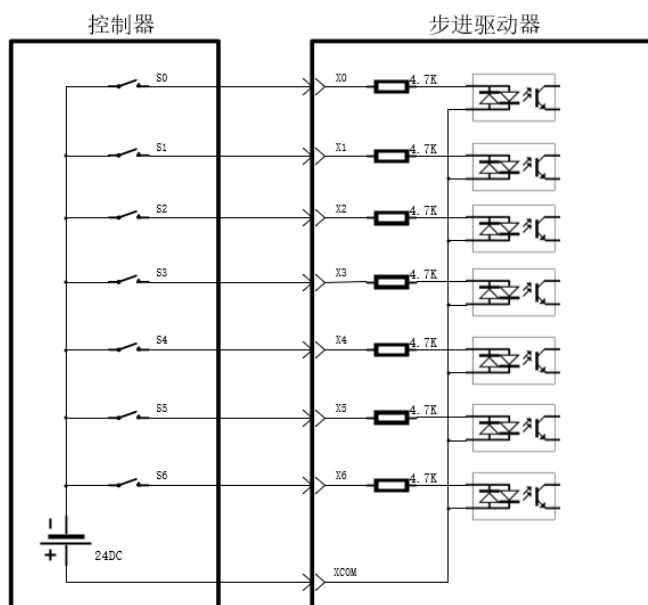 控制器 步进驱动器
S0 X0 4.7K
S1 X1 4.7K
S2 X2 4.7K
S3 X3 4.7K
S4 X4 4.7K
S5 X5 4.7K
S6 X6 4.7K
-
+ 24DC
XCOM